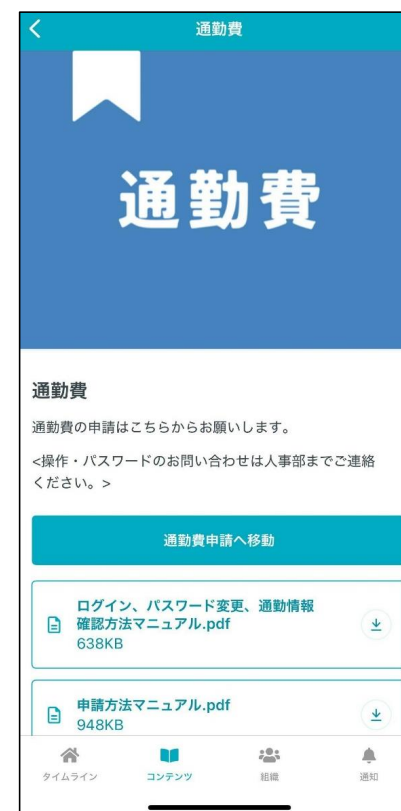 通勤費
通勤費
通勤費
通勤費の申請はこちらからお願いします。
<操作・パスワードのお問い合わせは人事部までご連絡
ください。>
通勤費申請へ移動
ログイン、パスワード変更、通勤情報
確認方法マニュアル.pdf
638KB
申請方法マニュアル.pdf
948KB
タイムライン コンテンツ 組織 通知